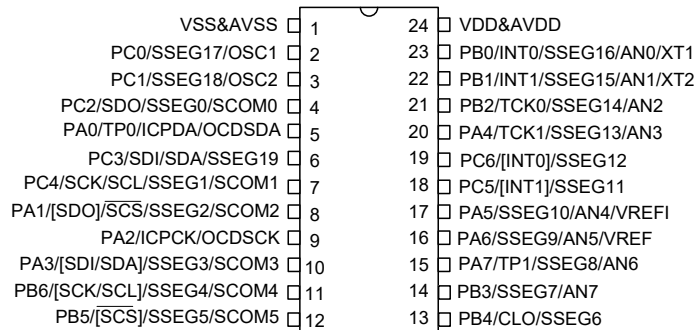 VSS&AVSS 1 24 VDD&AVDD
PC0/SSEG17/OSC1 2 23 PB0/INT0/SSEG16/AN0/XT1
PC1/SSEG18/OSC2 3 22 PB1/INT1/SSEG15/AN1/XT2
PC2/SDO/SSEG0/SCOM0 4 21 PB2/TCK0/SSEG14/AN2
PA0/TP0/ICPDA/OCDSDA 5 20 PA4/TCK1/SSEG13/AN3
PC3/SDI/SDA/SSEG19 6 19 PC6/[INT0]/SSEG12
PC4/SCK/SCL/SSEG1/SCOM1 7 18 PC5/[INT1]/SSEG11
PA1/[SDO]/SCS/SSEG2/SCOM2 8 17 PA5/SSEG10/AN4/VREFI
PA2/ICPCK/OCDSCK 9 16 PA6/SSEG9/AN5/VREF
PA3/[SDI/SDA]/SSEG3/SCOM3 10 15 PA7/TP1/SSEG8/AN6
PB6/[SCK/SCL]/SSEG4/SCOM4 11 14 PB3/SSEG7/AN7
PB5/[SCS]/SSEG5/SCOM5 12 13 PB4/CLO/SSEG6